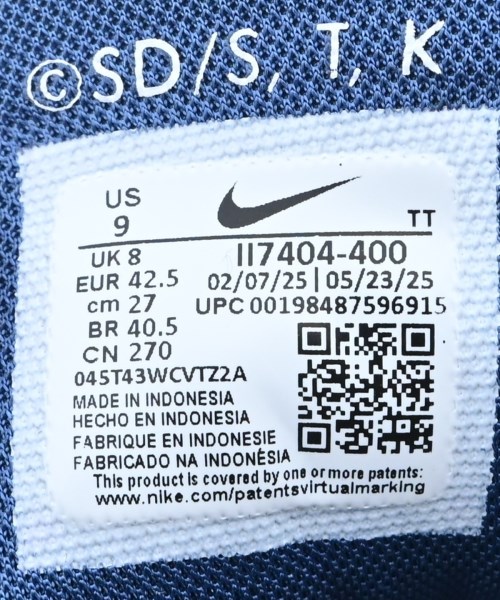 ©SD/S, T, K
US
9
TT
UK 8
II7404-400
EUR 42.5
02/07/25 | 05/23/25
cm 27
UPC 00198487596915
BR 40.5
CN 270
045T43WCVTZ2A
MADE IN INDONESIA
HECHO EN INDONESIA
FABRIQUE EN INDONESIE
FABRICADO NA INDONÉSIA
This product is covered by one or more patents:
www.nike.com/patentsvirtualmarking